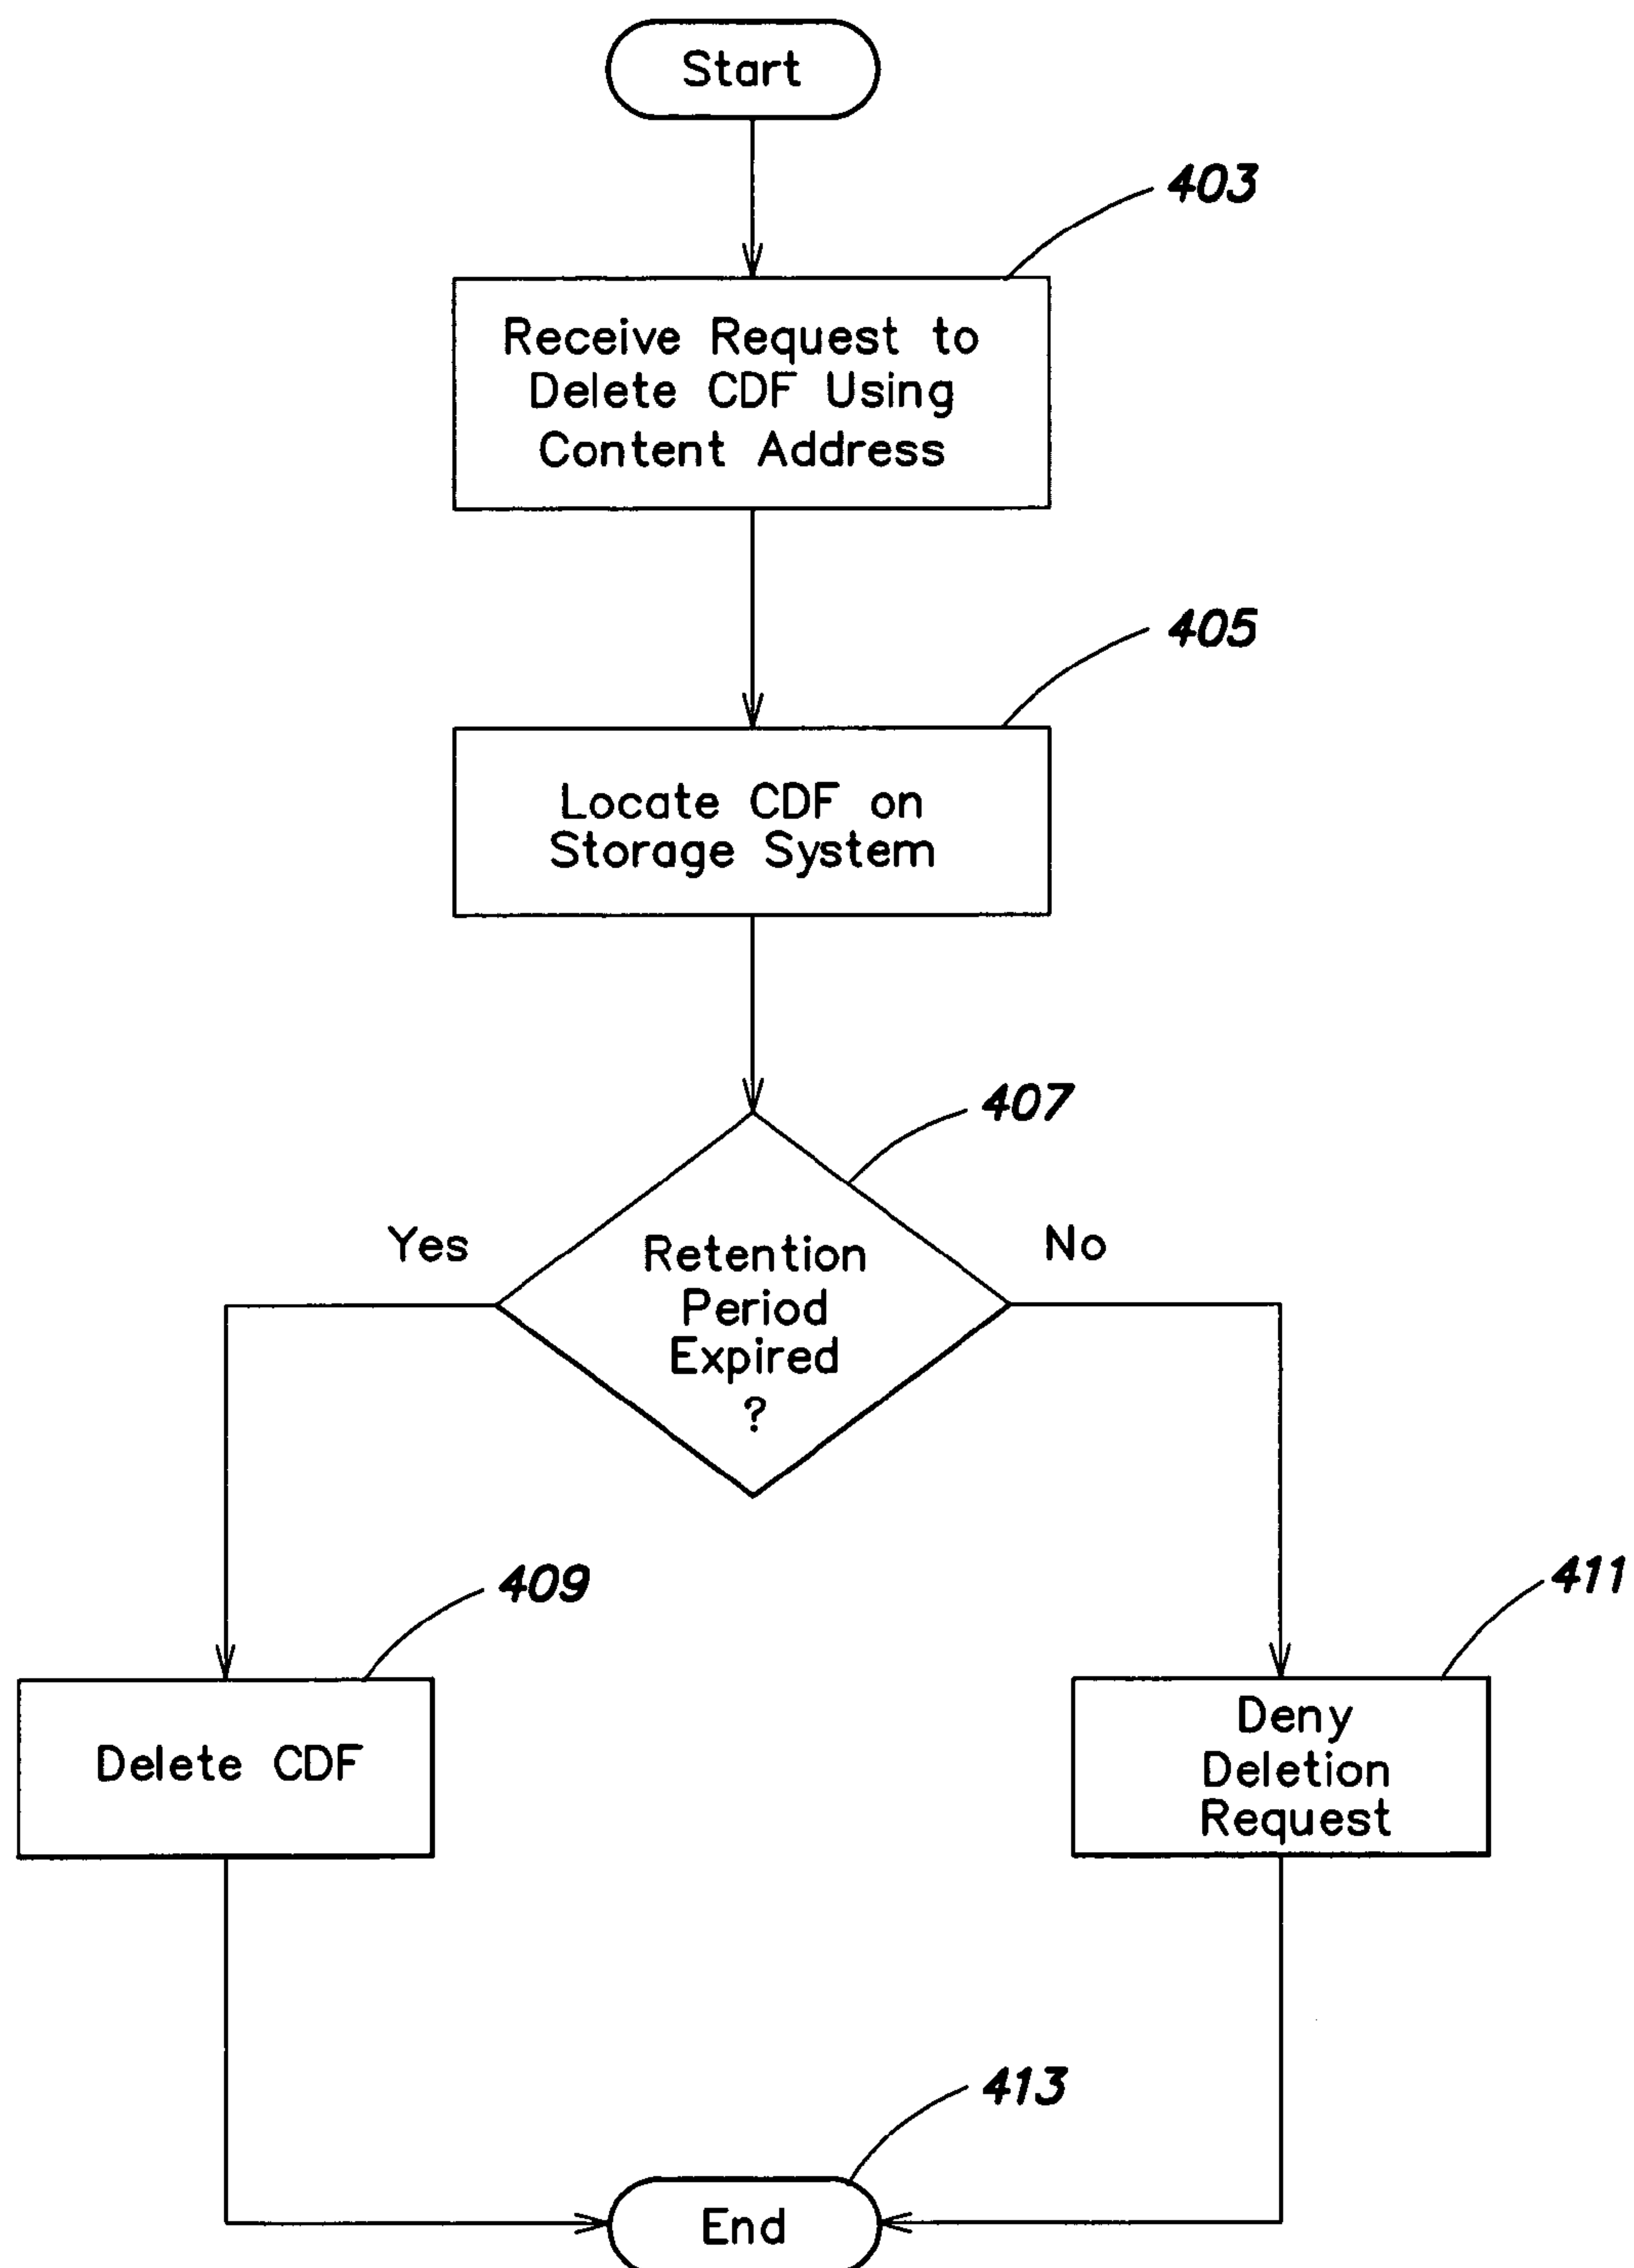 Start
403
Receive Request to
Delete CDF Using
Content Address
405
Locate CDF on
Storage System
407
Yes
No
Retention
Period
Expired
?
409
411
Delete CDF
Deny
Deletion
Request
413
End